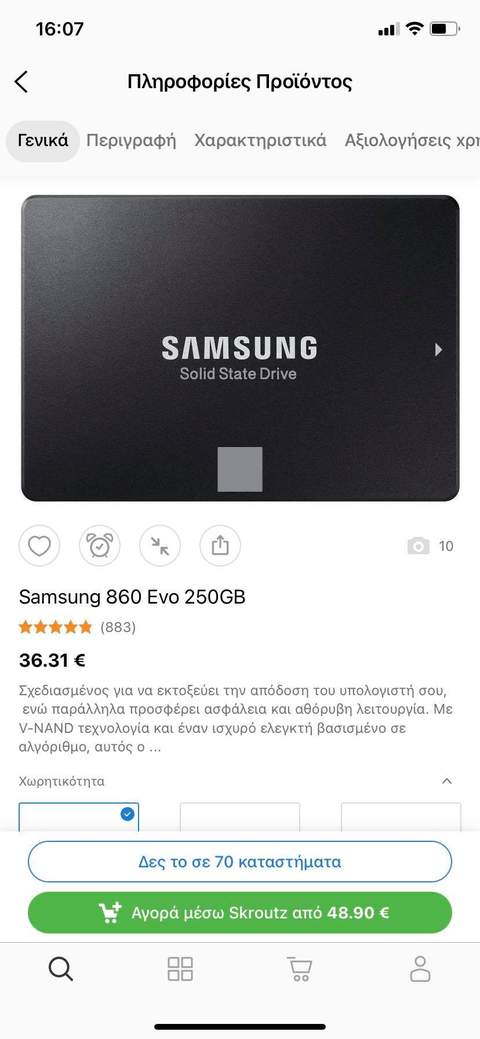 16:07
Πληροφορίες Προϊόντος
Γενικά Περιγραφή Χαρακτηριστικά Αξιολογήσεις χρη
SAMSUNG
Solid State Drive
10
Samsung 860 Evo 250GB
(883)
36.31 €
Σχεδιασμένος για να εκτοξεύει την απόδοση του υπολογιστή σου,
ενώ παράλληλα προσφέρει ασφάλεια και αθόρυβη λειτουργία. Με
V-NAND τεχνολογία και έναν ισχυρό ελεγκτή βασισμένο σε
αλγόριθμο, αυτός ο ...
Χωρητικότητα
Δες το σε 70 καταστήματα
Αγορά μέσω Skroutz από 48.90 €